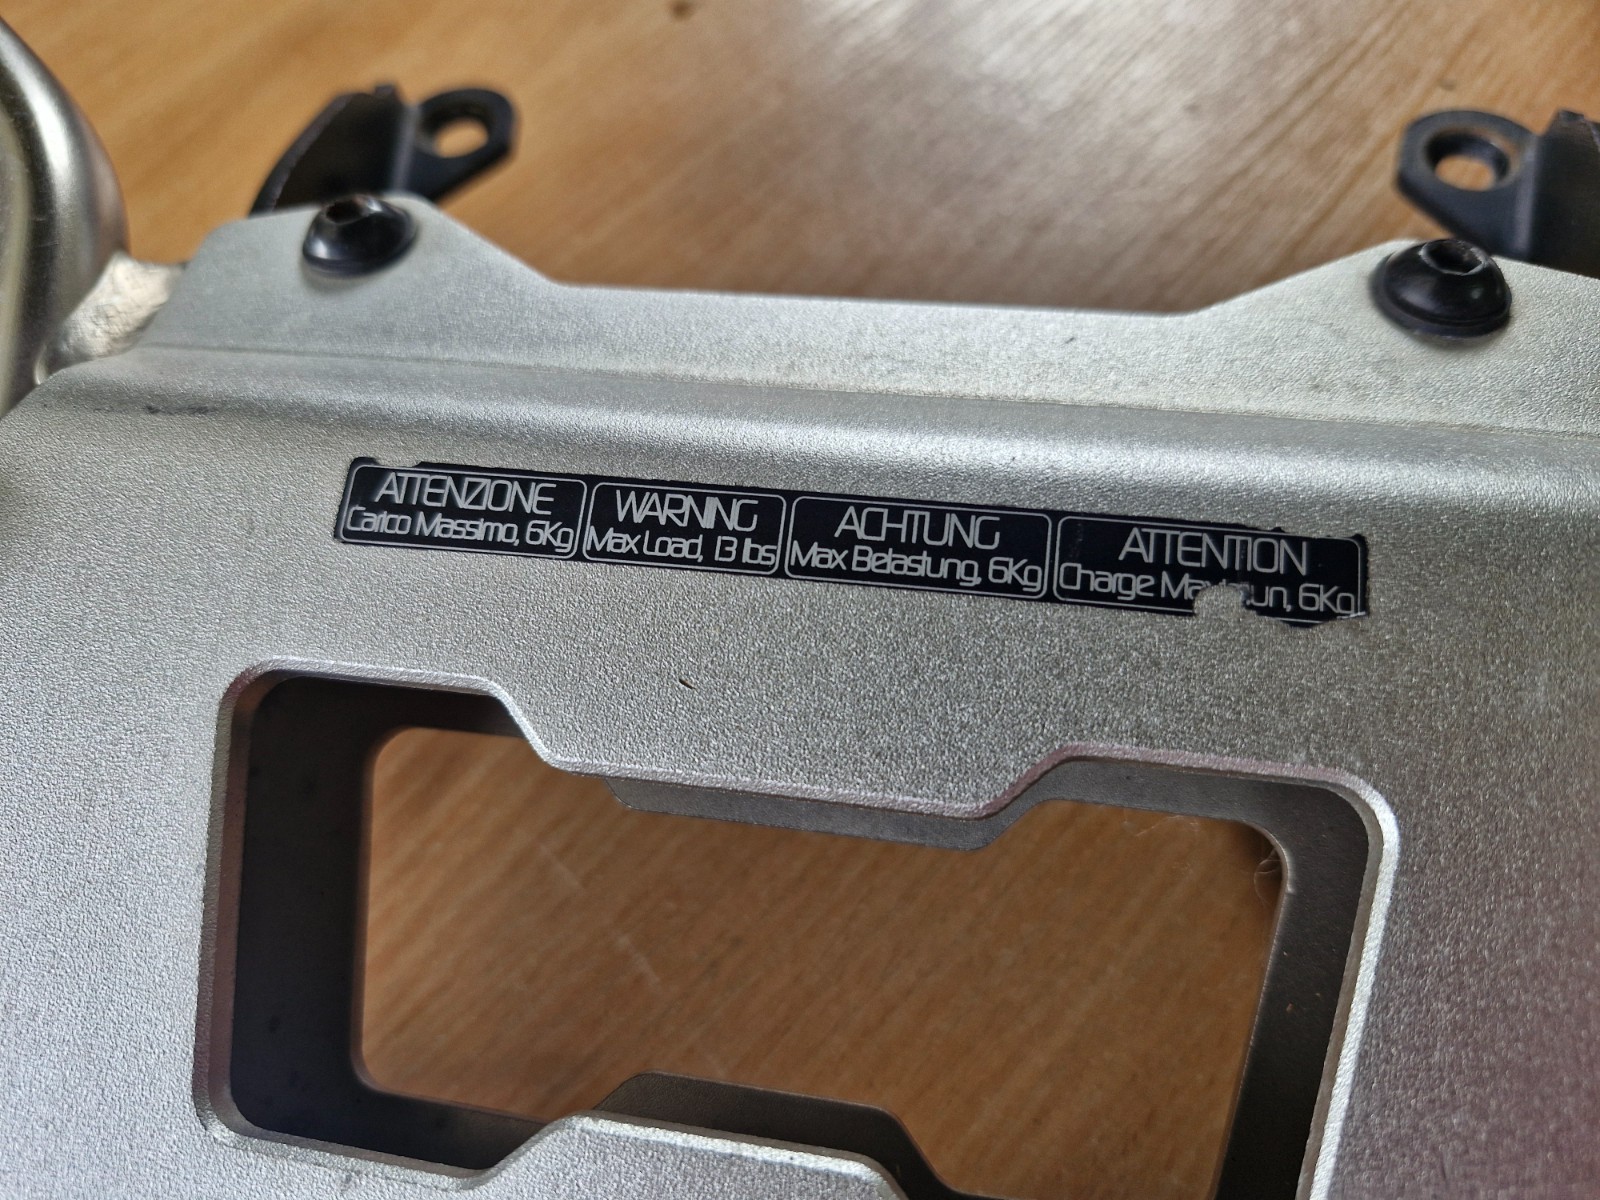 ATTENZIONE
Carico Massimo, 6Kg
WARNING
Max Load, 13 lbs
ACHTUNG
Max Belastung, 6Kg
ATTENTION
Charge 6Kg